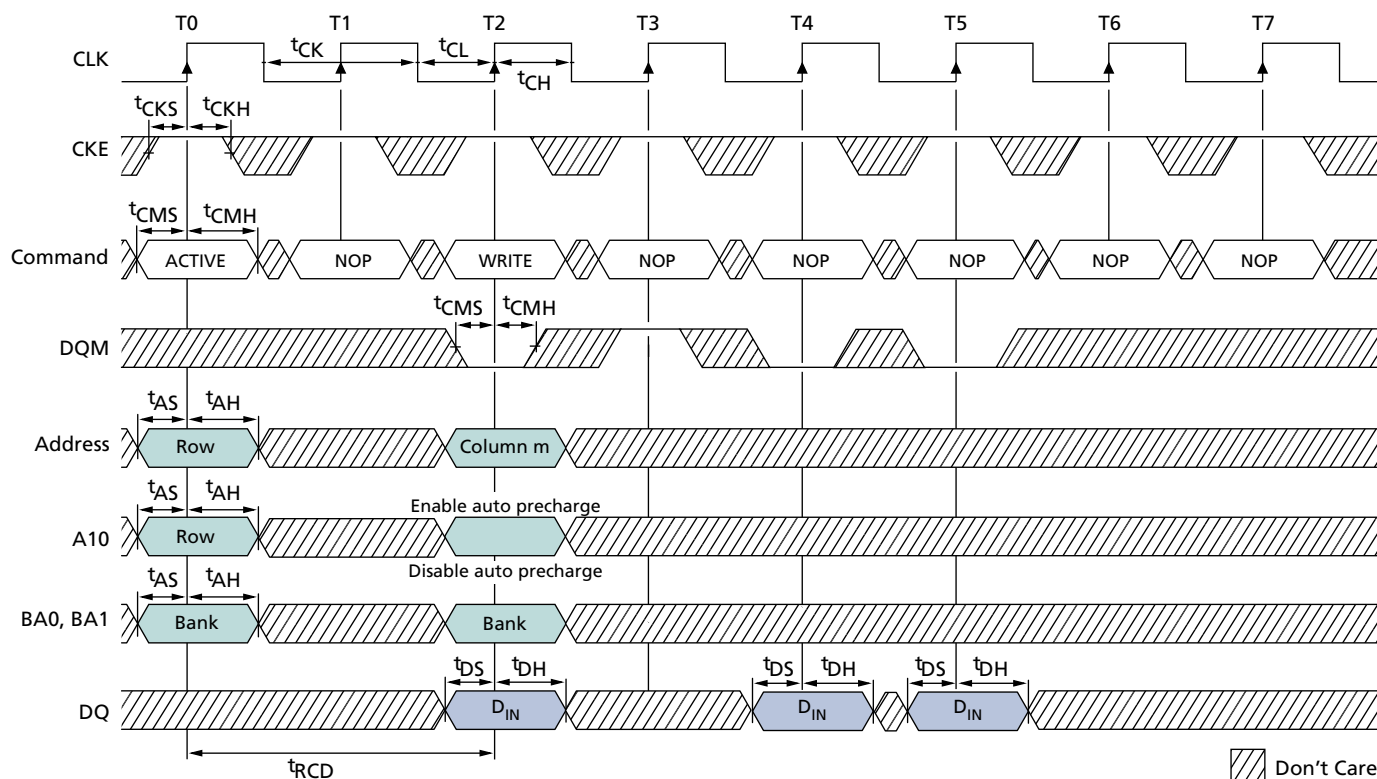 T0 T1 T2 T3 T4 T5 T6 T7
CLK
tCK tCL
tCH
tCKS tCKH
CKE
tCMS tCMH
Command ACTIVE NOP WRITE NOP NOP NOP NOP NOP
tCMS tCMH
DQM
tAS tAH
Address Row Column m
tAS tAH
Enable auto precharge
A10 Row
Disable auto precharge
tAS tAH
BA0, BA1 Bank Bank
tDS tDH tDS tDH tDS tDH
DQ DIN DIN DIN
tRCD
Don't Care